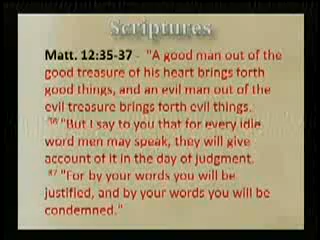 Scriptures
Matt. 12:35-37 - "A good man out of the
good treasure of his heart brings forth
good things, and an evil man out of the
evil treasure brings forth evil things.
³⁶ "But I say to you that for every idle
word men may speak, they will give
account of it in the day of judgment.
³⁷ "For by your words you will be
justified, and by your words you will be
condemned."